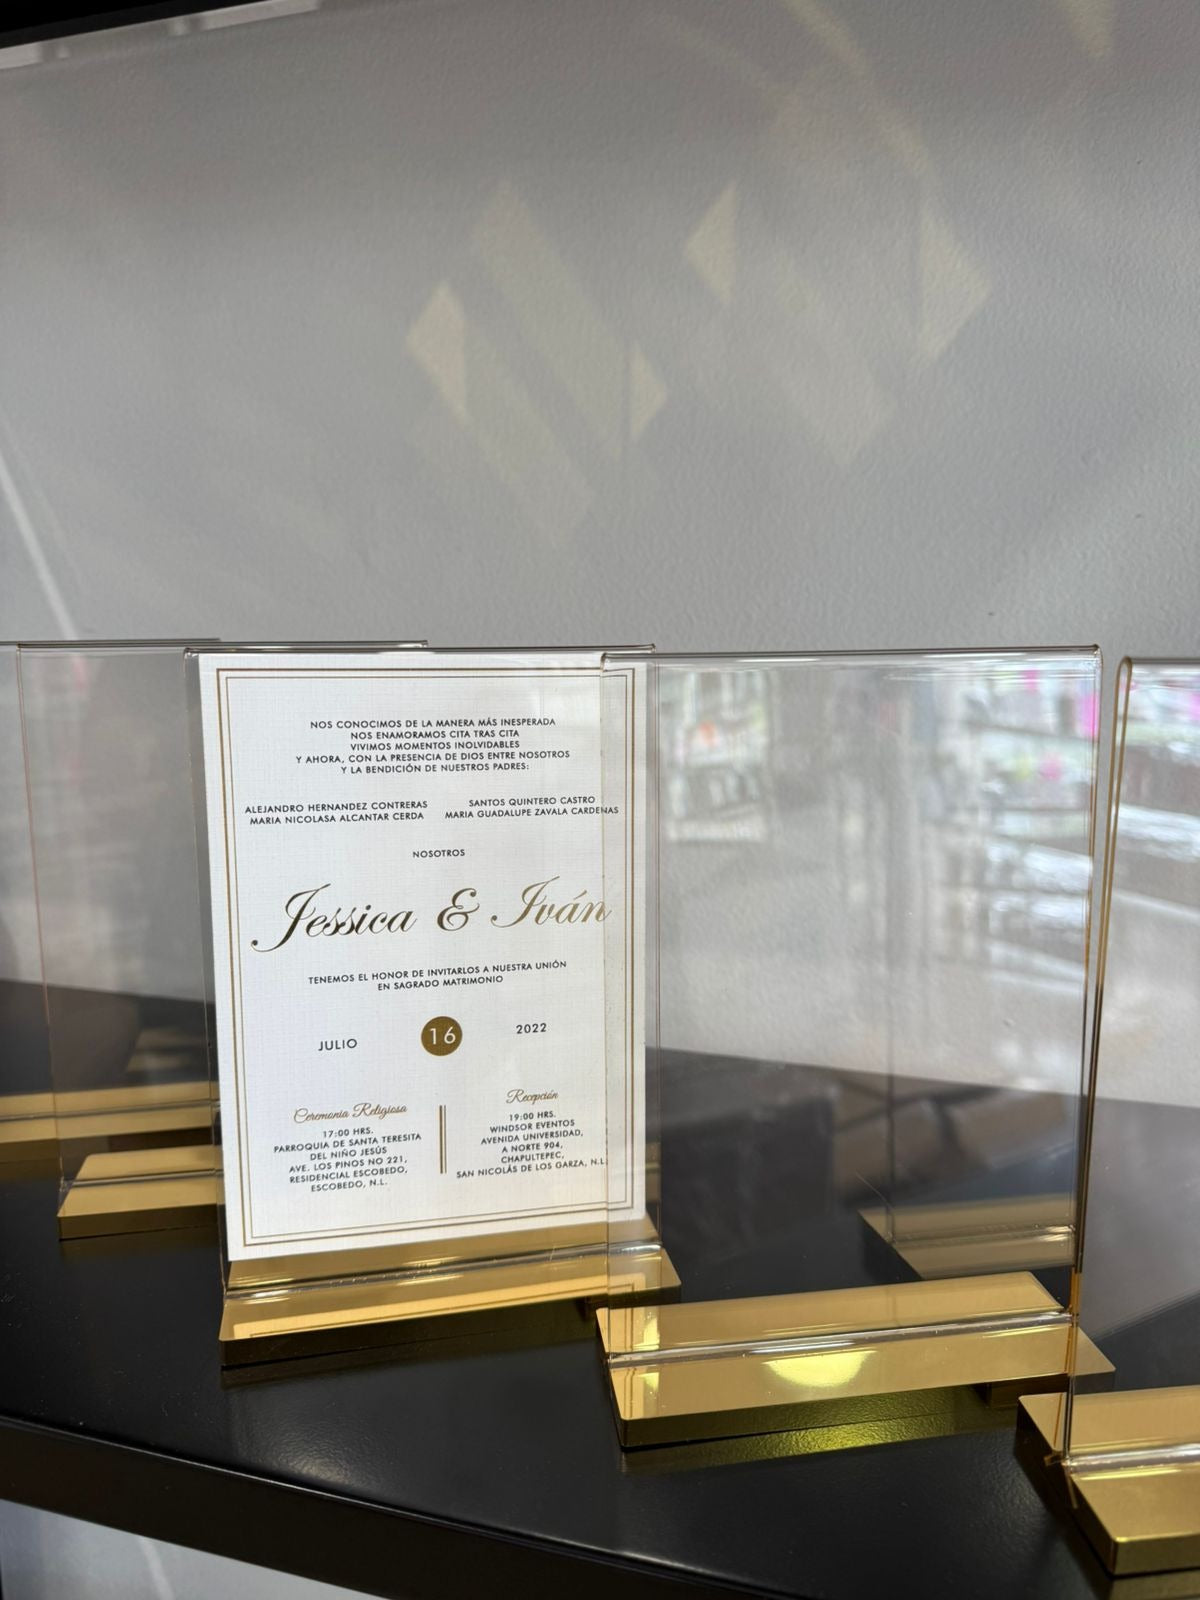 NOS CONOCIMOS DE LA MANERA MÁS INESPERADA
NOS ENAMORAMOS CITA TRAS CITA
VIVIMOS MOMENTOS INOLVIDABLES
Y AHORA, CON LA PRESENCIA DE DIOS ENTRE NOSOTROS
Y LA BENDICIÓN DE NUESTROS PADRES:
ALEJANDRO HERNANDEZ CONTRERAS
MARIA NICOLASA ALCANTAR CERDA
SANTOS QUINTERO CASTRO
MARIA GUADALUPE ZAVALA CARDENAS
NOSOTROS
Jessica & Iván
TENEMOS EL HONOR DE INVITARLOS A NUESTRA UNIÓN
EN SAGRADO MATRIMONIO
JULIO 16 2022
Ceremonia Religiosa
17:00 HRS.
PARROQUIA DE SANTA TERESITA
DEL NIÑO JESÚS
AVE. LOS PINOS NO 221,
RESIDENCIAL ESCOBEDO,
ESCOBEDO, N.L.
Recepción
19:00 HRS.
WINDSOR EVENTOS
AVENIDA UNIVERSIDAD,
A NORTE 904,
CHAPULTEPEC,
SAN NICOLÁS DE LOS GARZA, N.L.